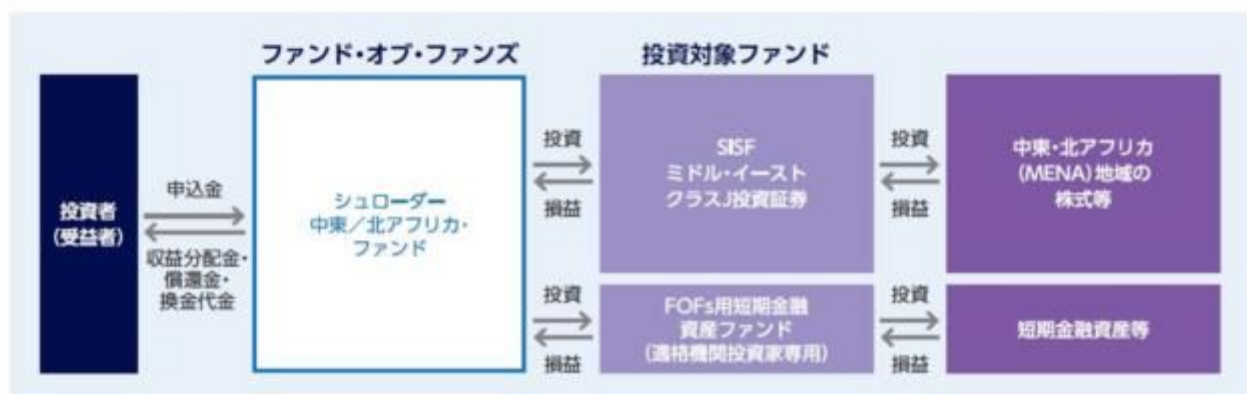 ファンド・オブ・ファンズ
投資対象ファンド
投資者
(受益者)
申込金
収益分配金・
償還金・
換金代金
シュローダー
中東／北アフリカ・
ファンド
投資
損益
SISF
ミドル・イースト
クラスJ投資証券
投資
損益
中東・北アフリカ
(MENA)地域の
株式等
投資
損益
FOFs用短期金融
資産ファンド
(適格機関投資家専用)
投資
損益
短期金融資産等